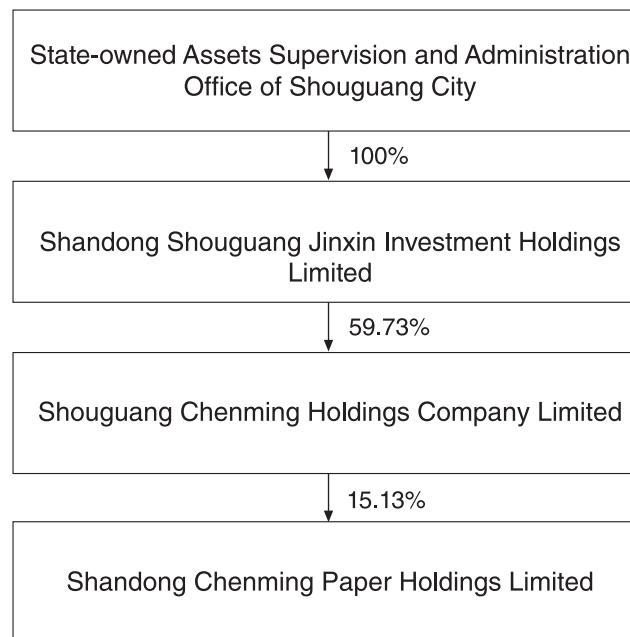 State-owned Assets Supervision and Administration
Office of Shouguang City
100%
Shandong Shouguang Jinxin Investment Holdings
Limited
59.73%
Shouguang Chenming Holdings Company Limited
15.13%
Shandong Chenming Paper Holdings Limited